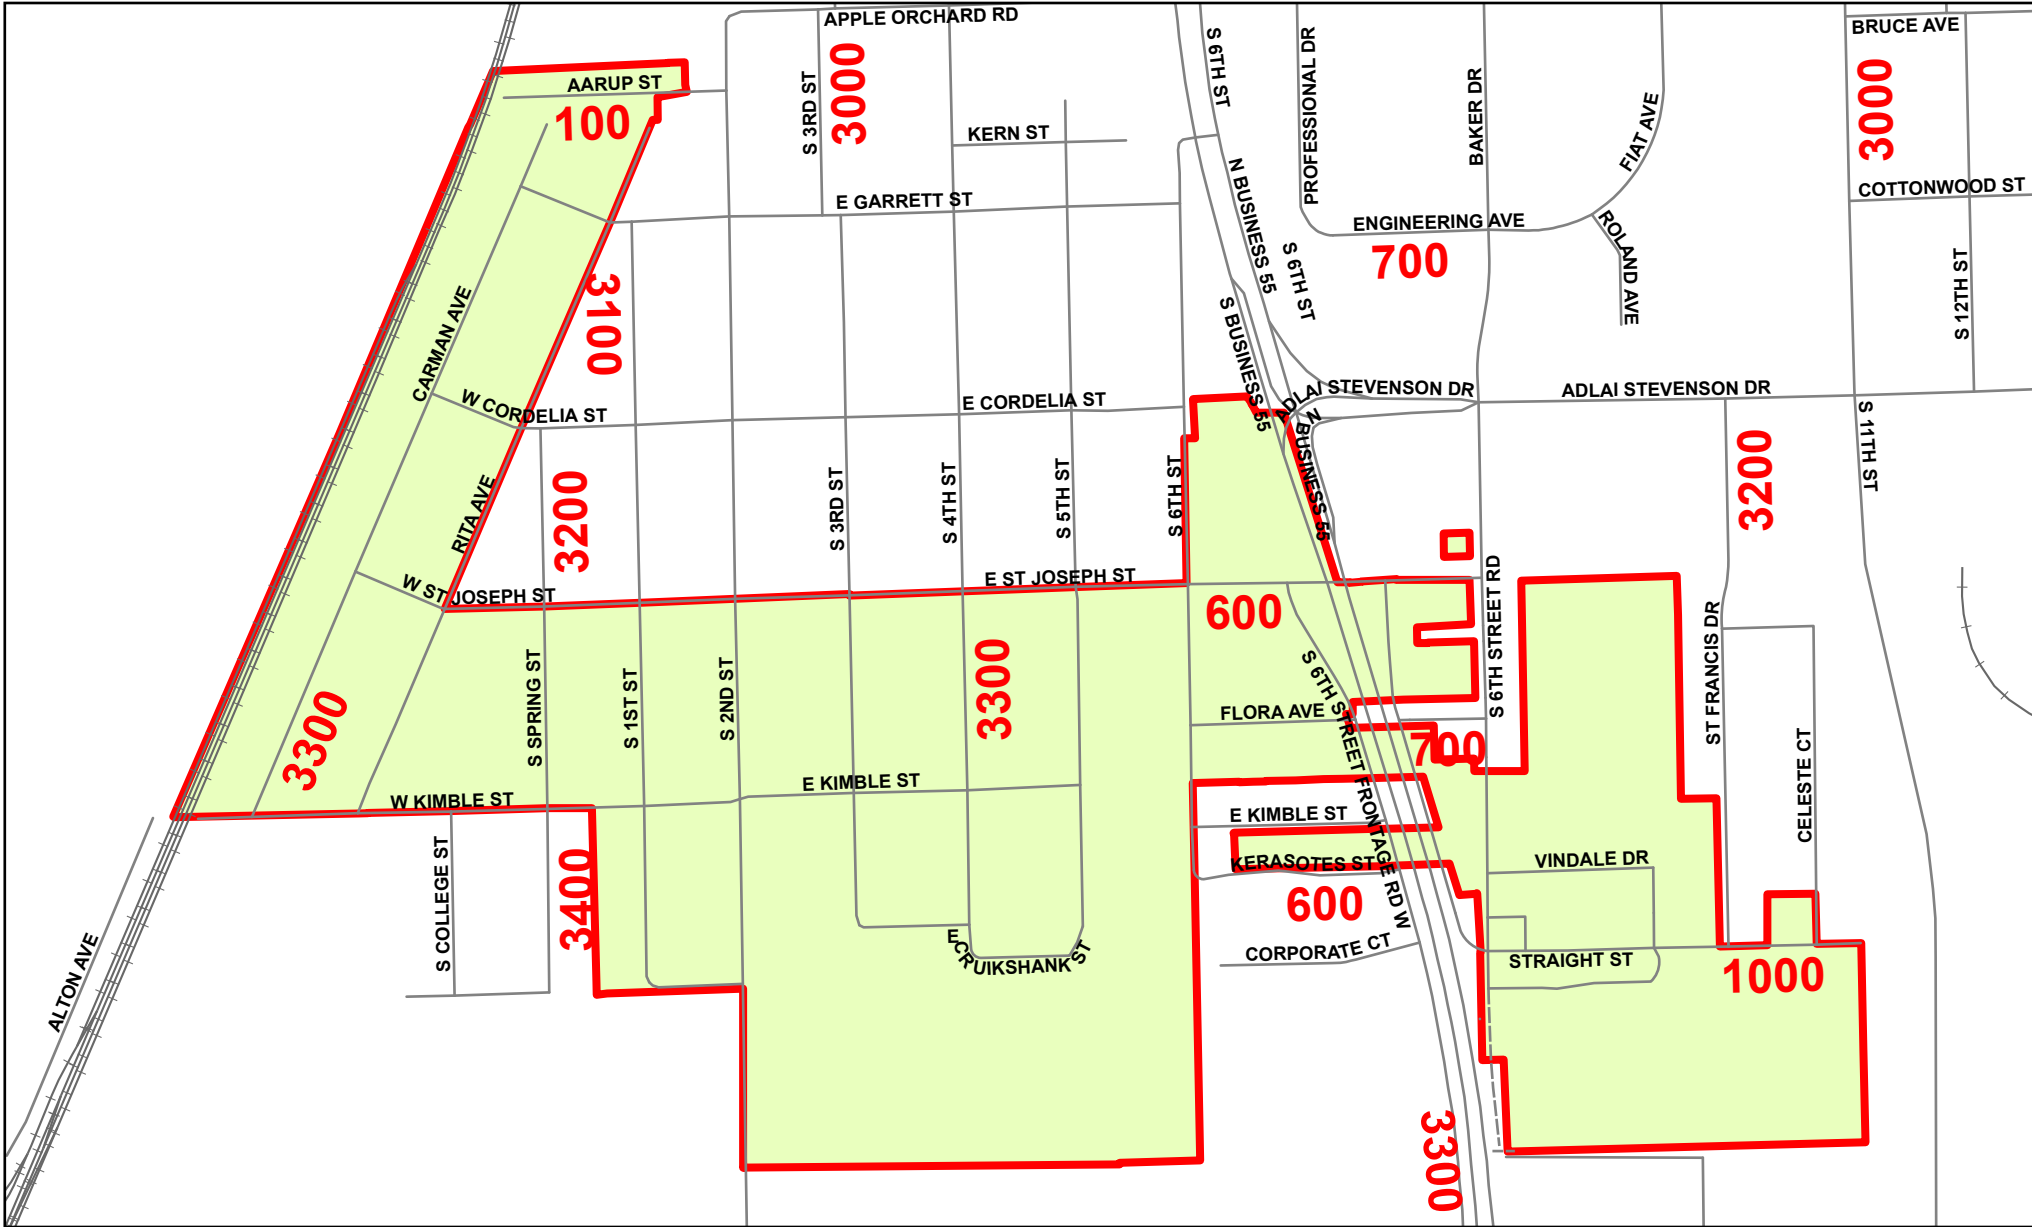 APPLE ORCHARD RD
BRUCE AVE
AARUP ST
100
S 3RD ST
3000
KERN ST
S 6TH ST
PROFESSIONAL DR
BAKER DR
FIAT AVE
3000
COTTONWOOD ST
E GARRETT ST
N BUSINESS 55
S 6TH ST
ENGINEERING AVE
700
ROLAND AVE
S 12TH ST
3100
CARMAN AVE
S BUSINESS 55
W CORDELIA ST
E CORDELIA ST
ADLAI STEVENSON DR
ADLAI STEVENSON DR
N BUSINESS 55
S 11TH ST
RITA AVE
3200
S 3RD ST
S 4TH ST
S 5TH ST
S 6TH ST
3200
W ST JOSEPH ST
E ST JOSEPH ST
600
S 6TH STREET RD
ST FRANCIS DR
S SPRING ST
S 1ST ST
S 2ND ST
3300
3300
S 6TH STREET FRONTAGE RD W
FLORA AVE
700
CELESTE CT
W KIMBLE ST
E KIMBLE ST
E KIMBLE ST
KERASOTES ST
VINDALE DR
S COLLEGE ST
3400
600
E CRUIKSHANK ST
CORPORATE CT
STRAIGHT ST
1000
ALTON AVE
3300